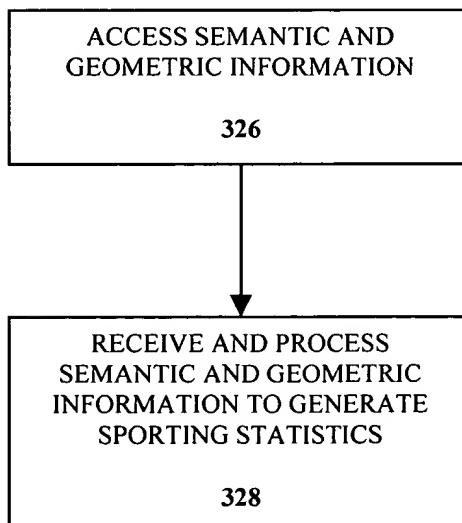 ACCESS SEMANTIC AND
GEOMETRIC INFORMATION
326
RECEIVE AND PROCESS
SEMANTIC AND GEOMETRIC
INFORMATION TO GENERATE
SPORTING STATISTICS
328